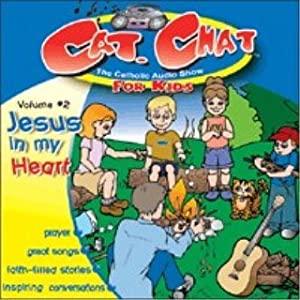 CAT. CHAT
The Catholic Audio Show
FOR KIDS
Volume #2
Jesus
in my
Heart
prayer
great songs
faith-filled stories
inspiring conversations